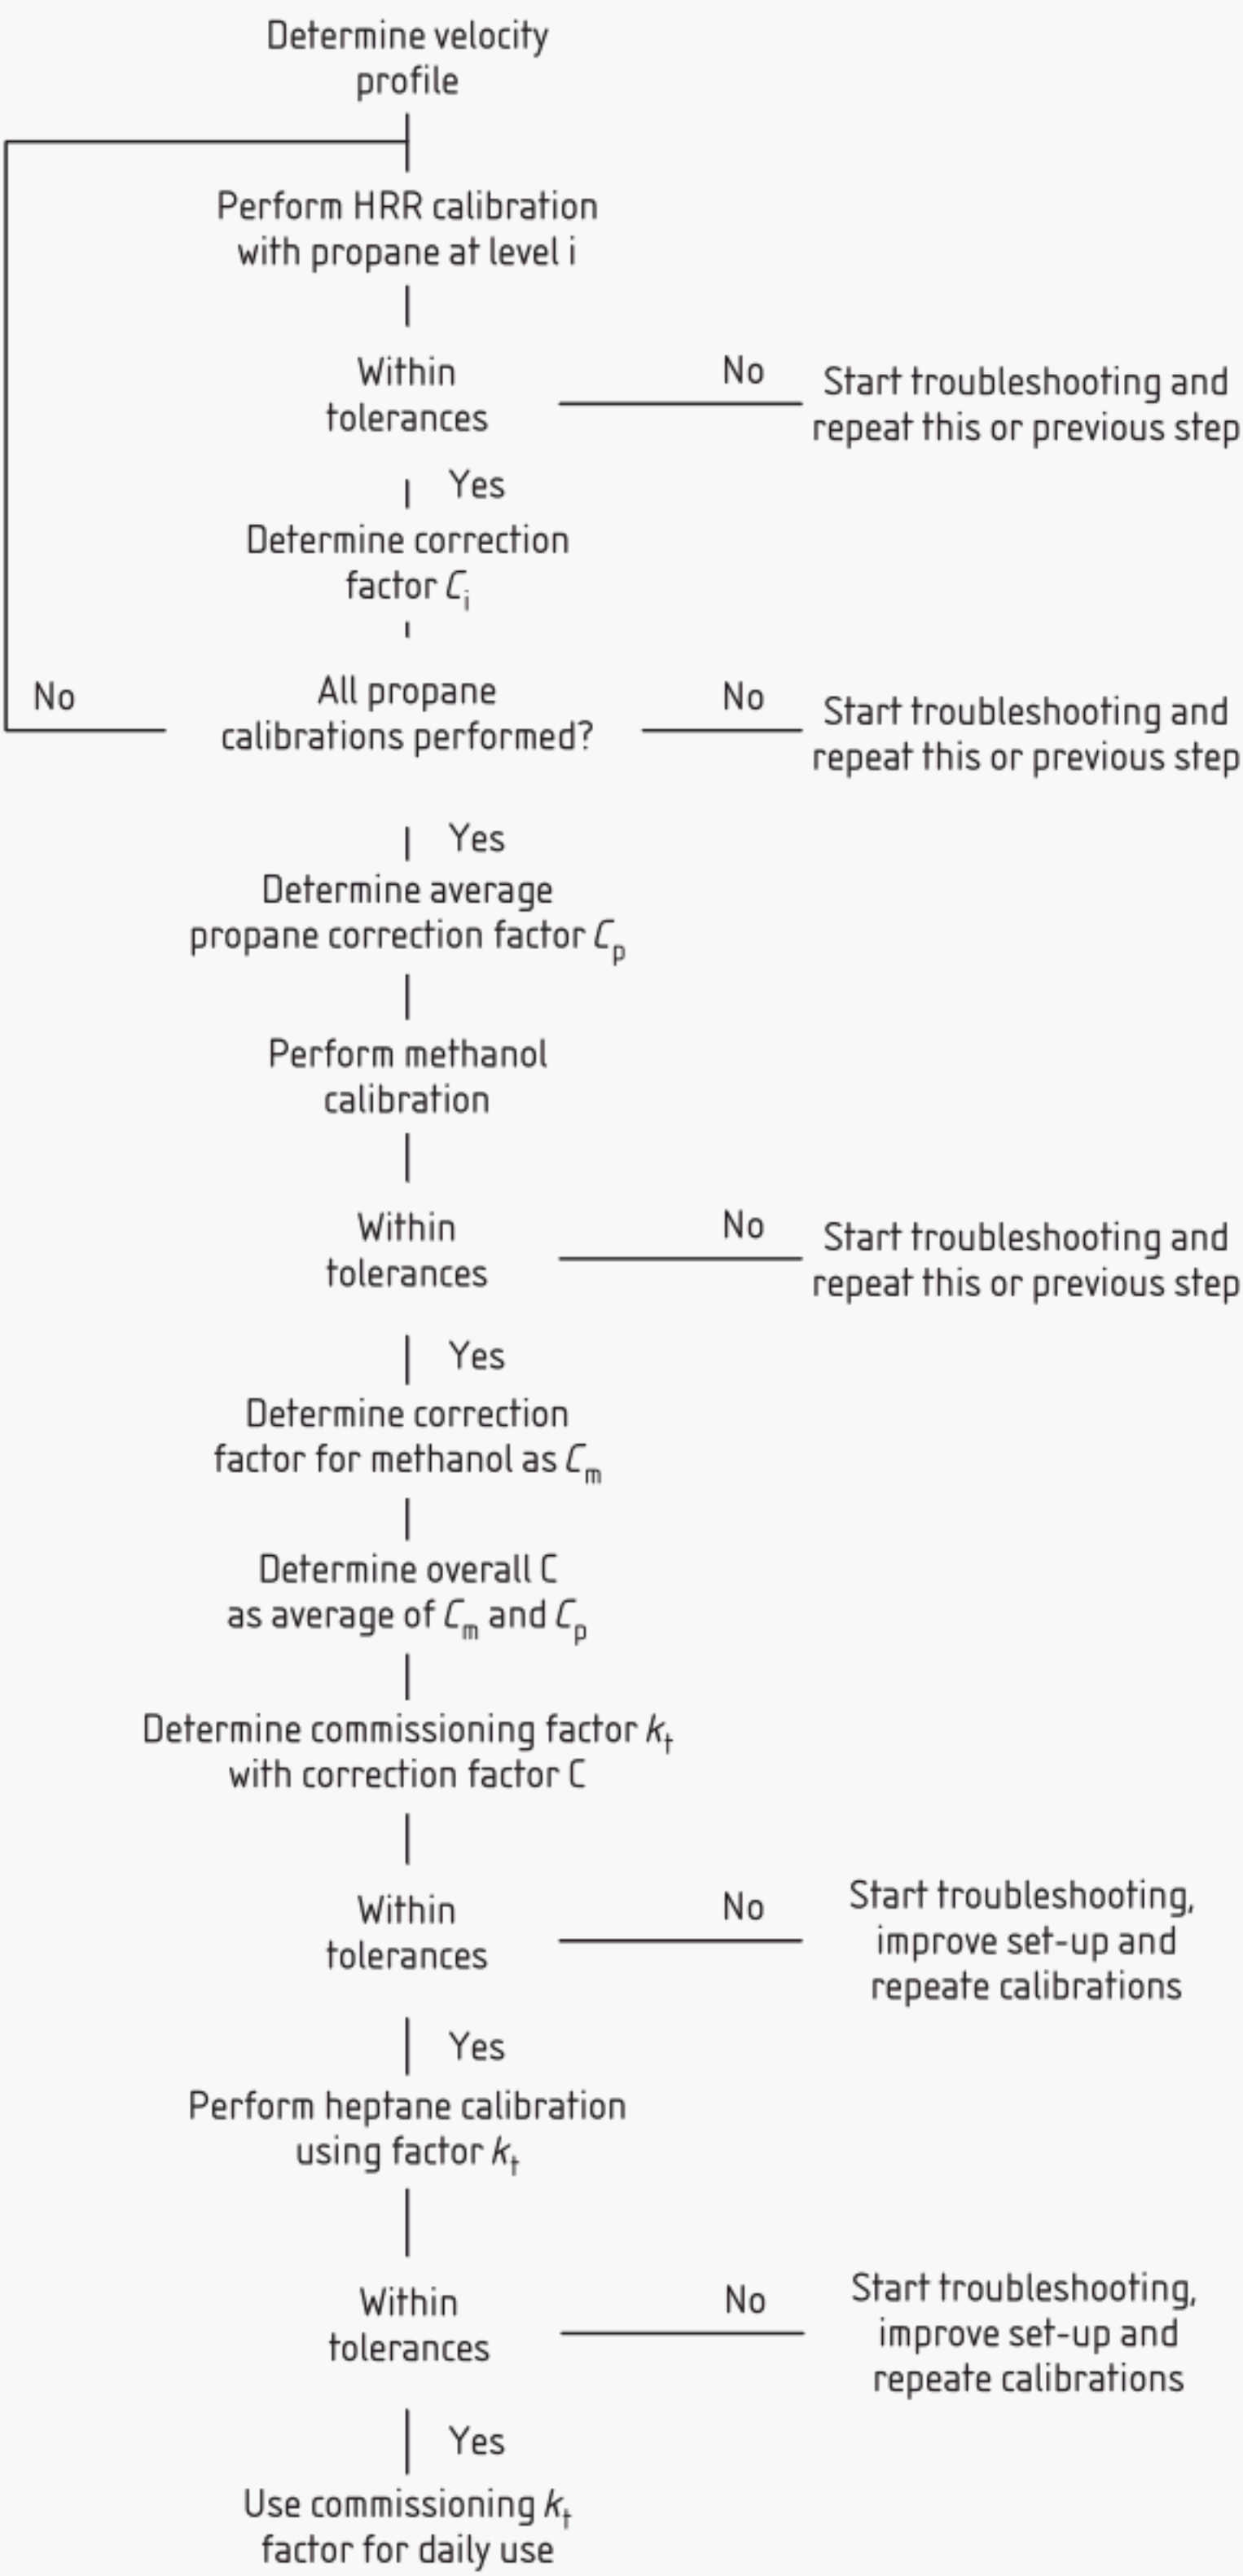 Determine velocity
profile
Perform HRR calibration
with propane at level i
Within
tolerances
No
Start troubleshooting and
repeat this or previous step
Yes
Determine correction
factor Ci
No
All propane
calibrations performed?
No
Start troubleshooting and
repeat this or previous step
Yes
Determine average
propane correction factor Cp
Perform methanol
calibration
Within
tolerances
No
Start troubleshooting and
repeat this or previous step
Yes
Determine correction
factor for methanol as Cm
Determine overall C
as average of Cm and Cp
Determine commissioning factor kt
with correction factor C
Within
tolerances
No
Start troubleshooting,
improve set-up and
repeate calibrations
Yes
Perform heptane calibration
using factor kt
Within
tolerances
No
Start troubleshooting,
improve set-up and
repeate calibrations
Yes
Use commissioning kt
factor for daily use